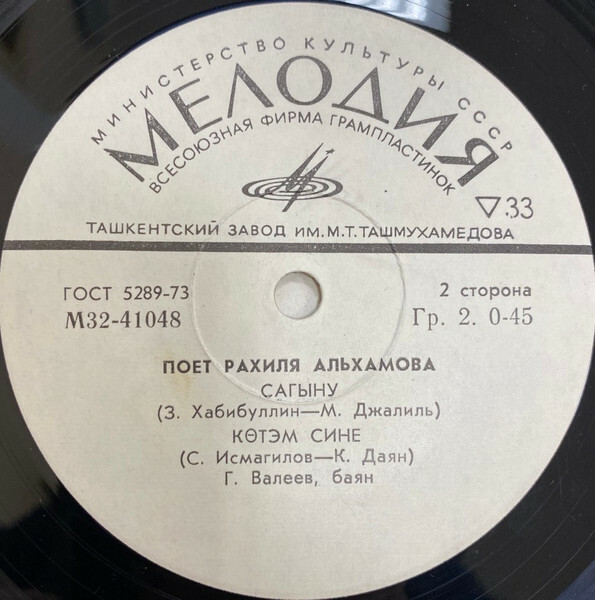 МИНИСТЕРСТВО КУЛЬТУРЫ СССР
МЕЛОДИЯ
ВСЕСОЮЗНАЯ ФИРМА ГРАМПЛАСТИНОК
▽.33
ТАШКЕНТСКИЙ ЗАВОД ИМ.М.Т.ТАШМУХАМЕДОВА
ГОСТ 5289-73 2 сторона
М32-41048 Гр. 2. 0-45
ПОЕТ РАХИЛЯ АЛЬХАМОВА
САГЫНУ
(З. Хабибуллин—М. Джалиль)
КӨТЭМ СИНЕ
(С. Исмагилов—К. Даян)
Г. Валеев, баян